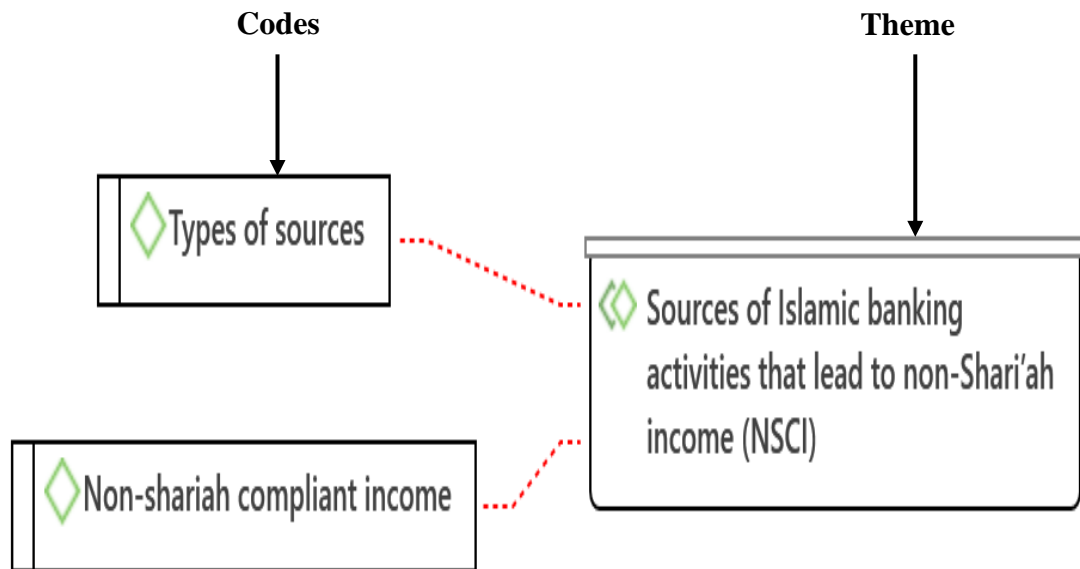 Codes
Theme
Types of sources
Sources of Islamic banking
activities that lead to non-Shari'ah
income (NSCI)
Non-shariah compliant income